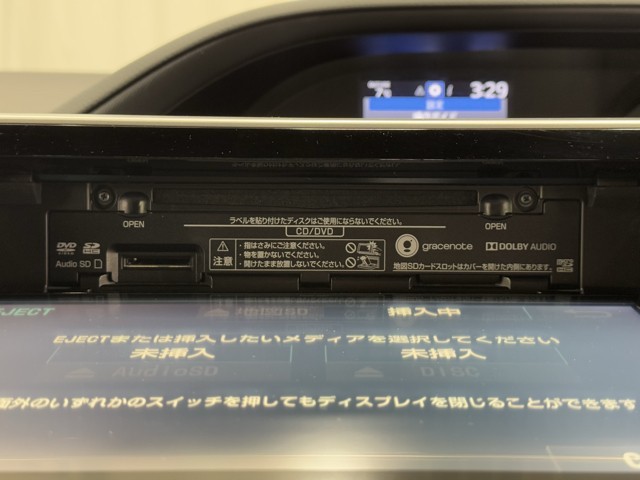 3:29
OPEN
OPEN
ラベルを貼り付けたディスクはご使用にならないでください。
CD/DVD
DVD
Audio SD
注意
・指はさみにご注意ください。
・物を置かないでください。
・開けたまま放置しないでください。
gracenote
DOLBY AUDIO
地図SDカードスロットはカバーを開けた内側にあります。
EJECT
挿入中
EJECTまたは挿入したいメディアを選択してください
未挿入
未挿入
AudioSD
DISC
面外のいずれかのスイッチを押してもディスプレイを閉じることができます